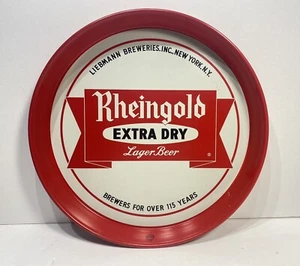 LIEBMANN BREWERIES, INC., NEW YORK, N.Y.
Rheingold
EXTRA DRY
Lager Beer
®
BREWERS FOR OVER 115 YEARS